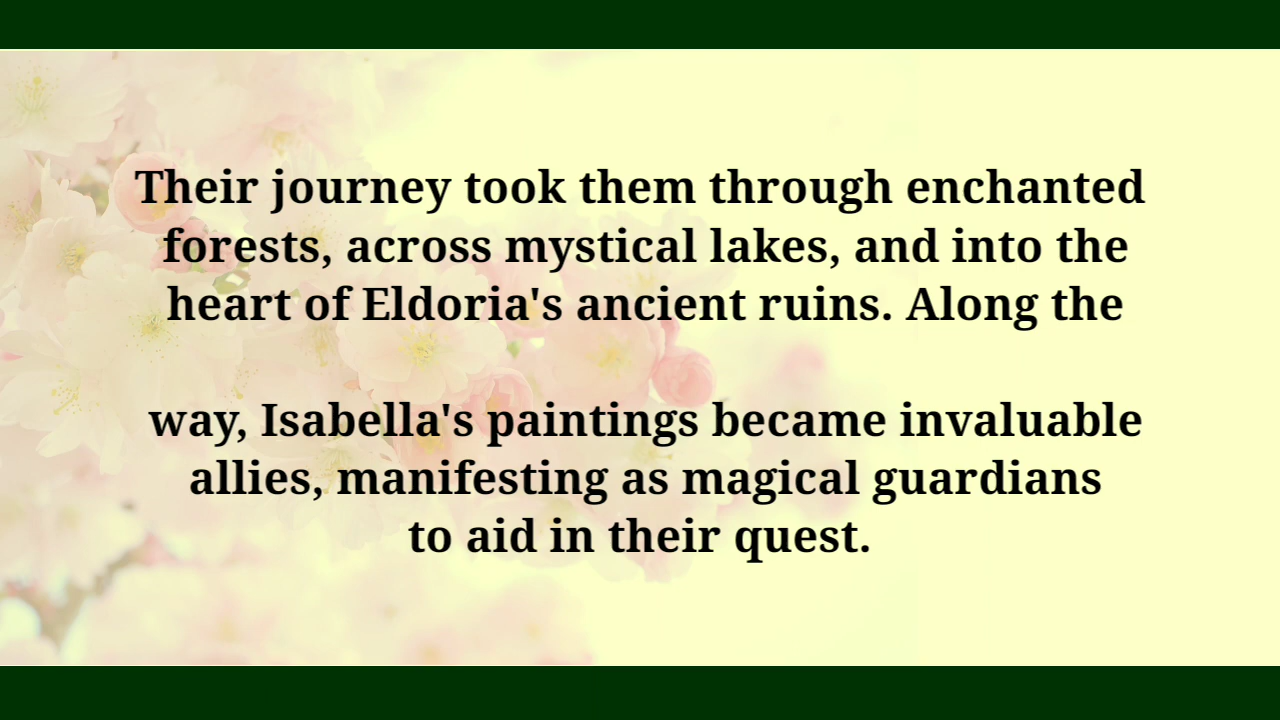 Their journey took them through enchanted
forests, across mystical lakes, and into the
heart of Eldoria's ancient ruins. Along the
way, Isabella's paintings became invaluable
allies, manifesting as magical guardians
to aid in their quest.